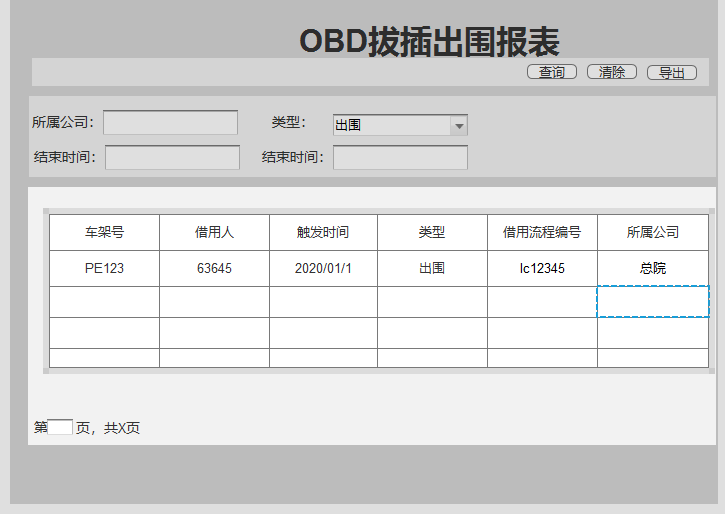 OBD拔插出围报表
查询 清除 导出
所属公司： 类型： 出围
结束时间： 结束时间：
车架号 借用人 触发时间 类型 借用流程编号 所属公司
PE123 63645 2020/01/1 出围 lc12345 总院
第 页，共X页